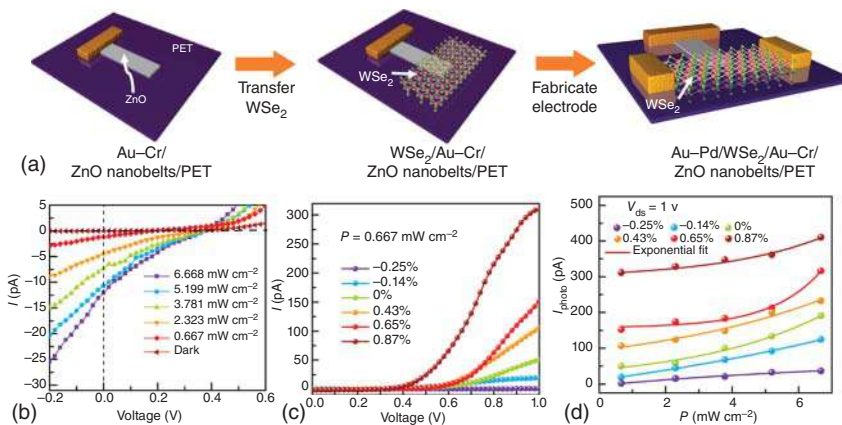 PET
ZnO
Transfer
WSe2
WSe2
Fabricate
electrode
WSe2
(a)
Au–Cr/
ZnO nanobelts/PET
WSe2/Au–Cr/
ZnO nanobelts/PET
Au–Pd/WSe2/Au–Cr/
ZnO nanobelts/PET
5
0
−5
−10
−15
−20
−25
−30
I (pA)
6.668 mW cm−2
5.199 mW cm−2
3.781 mW cm−2
2.323 mW cm−2
0.667 mW cm−2
Dark
−0.2 0.0 0.2 0.4 0.6
(b)
Voltage (V)
300
250
200
150
100
50
0
I (pA)
P = 0.667 mW cm−2
−0.25%
−0.14%
0%
0.43%
0.65%
0.87%
0.0 0.2 0.4 0.6 0.8 1.0
(c)
Voltage (V)
500
400
300
200
100
0
Iphoto (pA)
Vds = 1 v
−0.25% −0.14% 0%
0.43% 0.65% 0.87%
Exponential fit
0 2 4 6
(d)
P (mW cm−2)